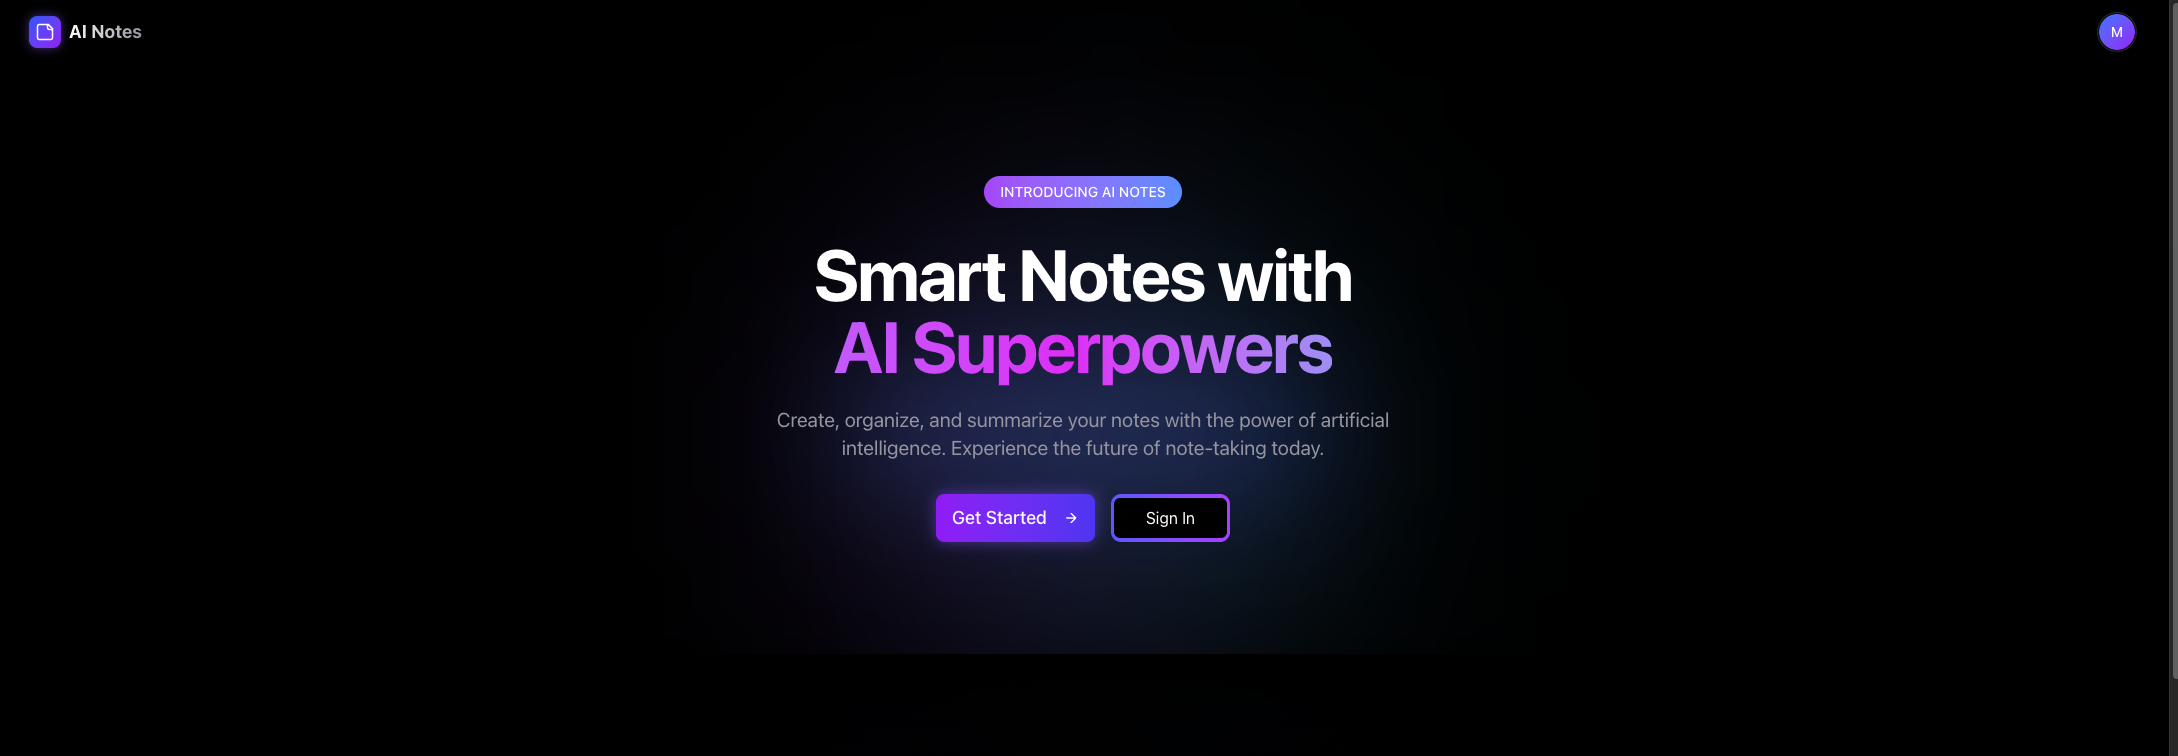 AI Notes
M
INTRODUCING AI NOTES
Smart Notes with
AI Superpowers
Create, organize, and summarize your notes with the power of artificial
intelligence. Experience the future of note-taking today.
Get Started
Sign In